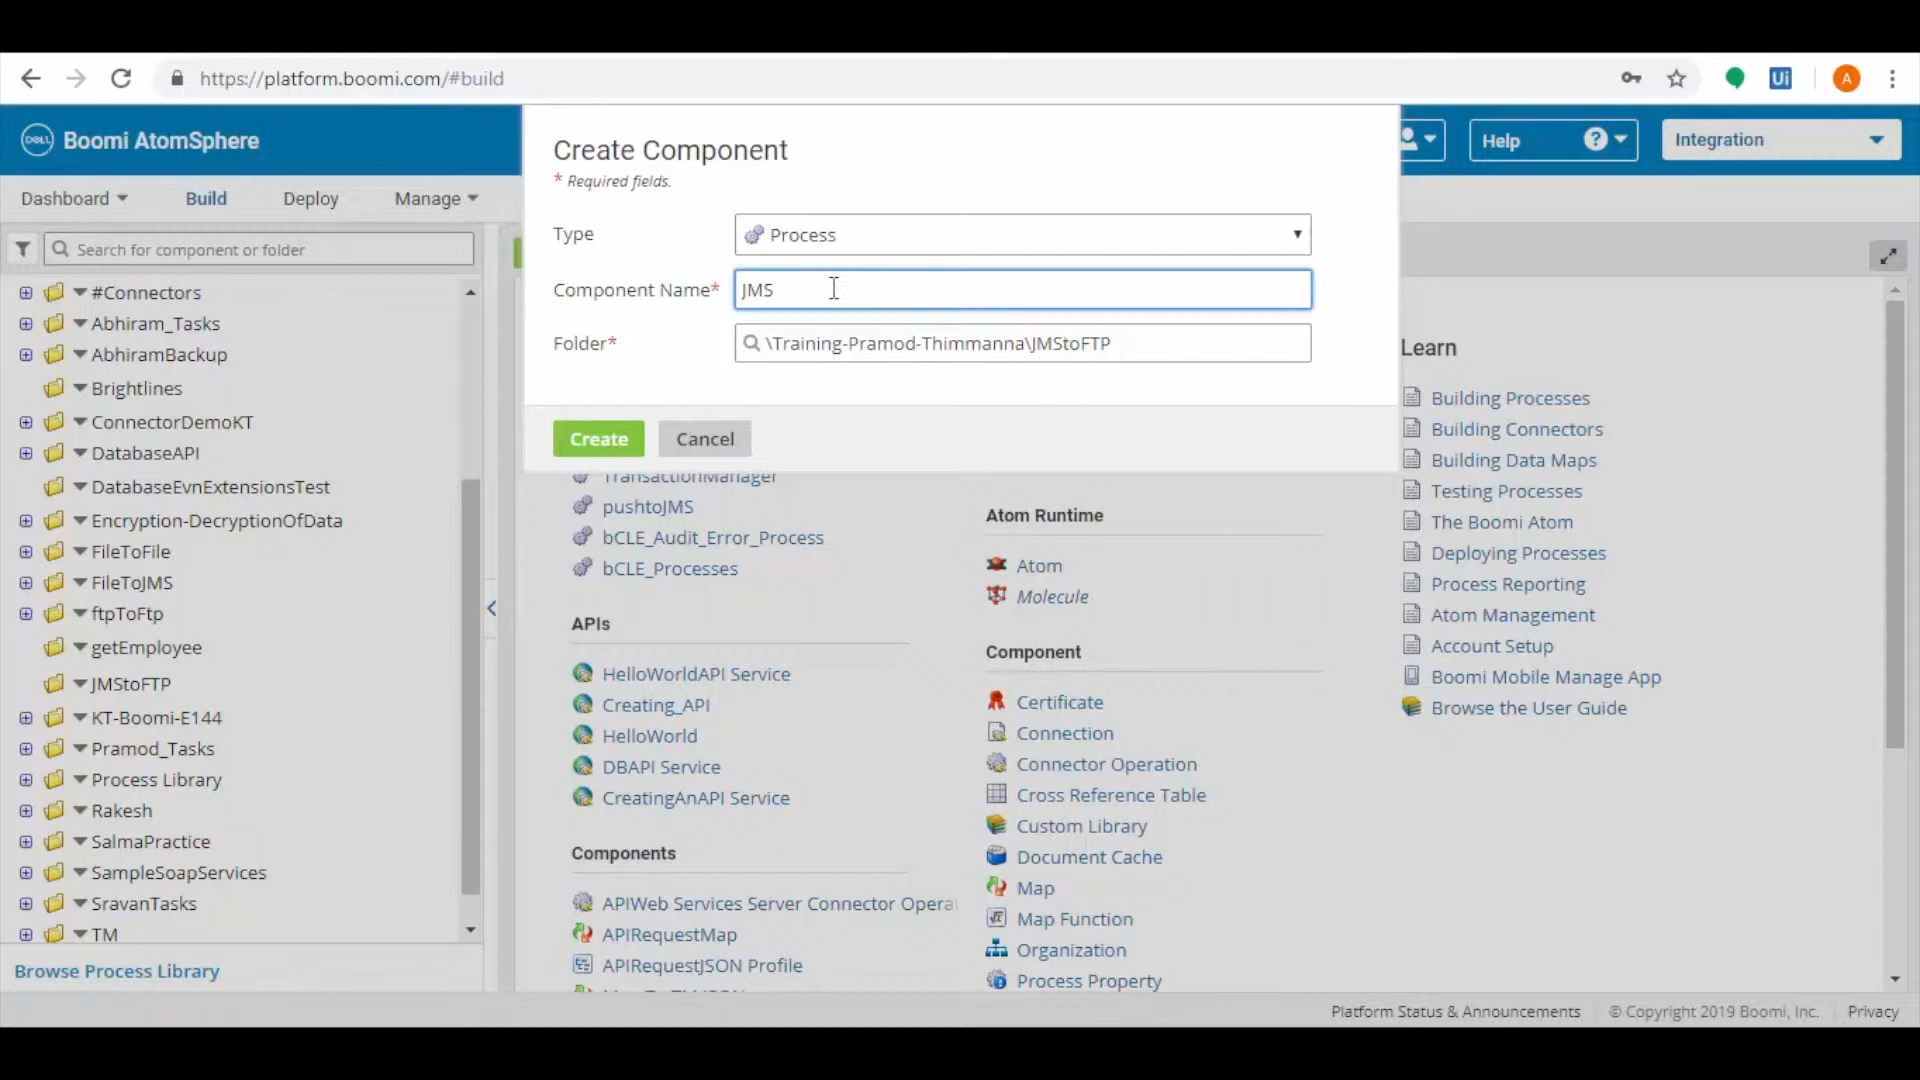 https://platform.boomi.com/#build
Ui
A
DELL
Boomi AtomSphere
Help
?
Integration
Dashboard
Build
Deploy
Manage
Search for component or folder
#Connectors
Abhiram_Tasks
AbhiramBackup
Brightlines
ConnectorDemoKT
DatabaseAPI
DatabaseEvnExtensionsTest
Encryption-DecryptionOfData
FileToFile
FileToJMS
ftpToFtp
getEmployee
JMStoFTP
KT-Boomi-E144
Pramod_Tasks
Process Library
Rakesh
SalmaPractice
SampleSoapServices
SravanTasks
TM
Browse Process Library
Create Component
* Required fields.
Type
Process
Component Name*
JMS
Folder*
\Training-Pramod-Thimmanna\JMStoFTP
Create
Cancel
TransactionManager
pushtoJMS
bCLE_Audit_Error_Process
bCLE_Processes
APIs
HelloWorldAPI Service
Creating_API
HelloWorld
DBAPI Service
CreatingAnAPI Service
Components
APIWeb Services Server Connector Opera
APIRequestMap
APIRequestJSON Profile
Atom Runtime
Atom
Molecule
Component
Certificate
Connection
Connector Operation
Cross Reference Table
Custom Library
Document Cache
Map
Map Function
Organization
Process Property
Learn
Building Processes
Building Connectors
Building Data Maps
Testing Processes
The Boomi Atom
Deploying Processes
Process Reporting
Atom Management
Account Setup
Boomi Mobile Manage App
Browse the User Guide
Platform Status & Announcements
© Copyright 2019 Boomi, Inc.
Privacy